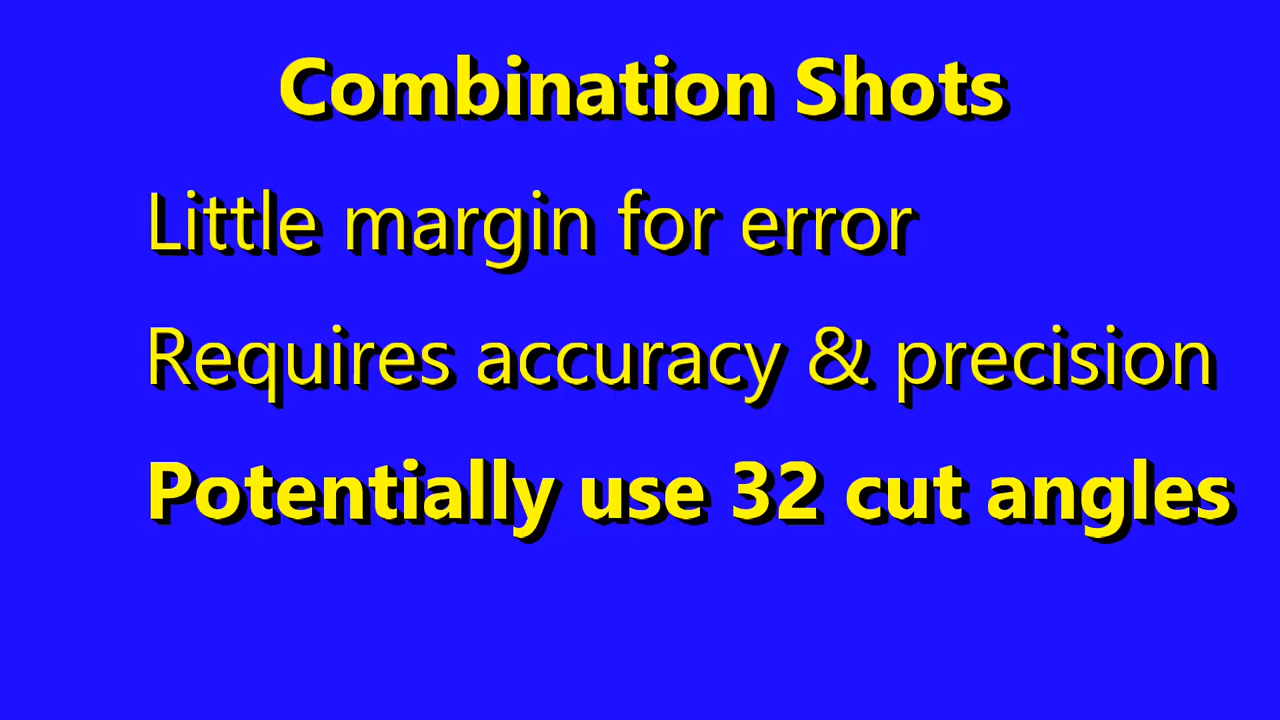 Combination Shots
Little margin for error
Requires accuracy & precision
Potentially use 32 cut angles